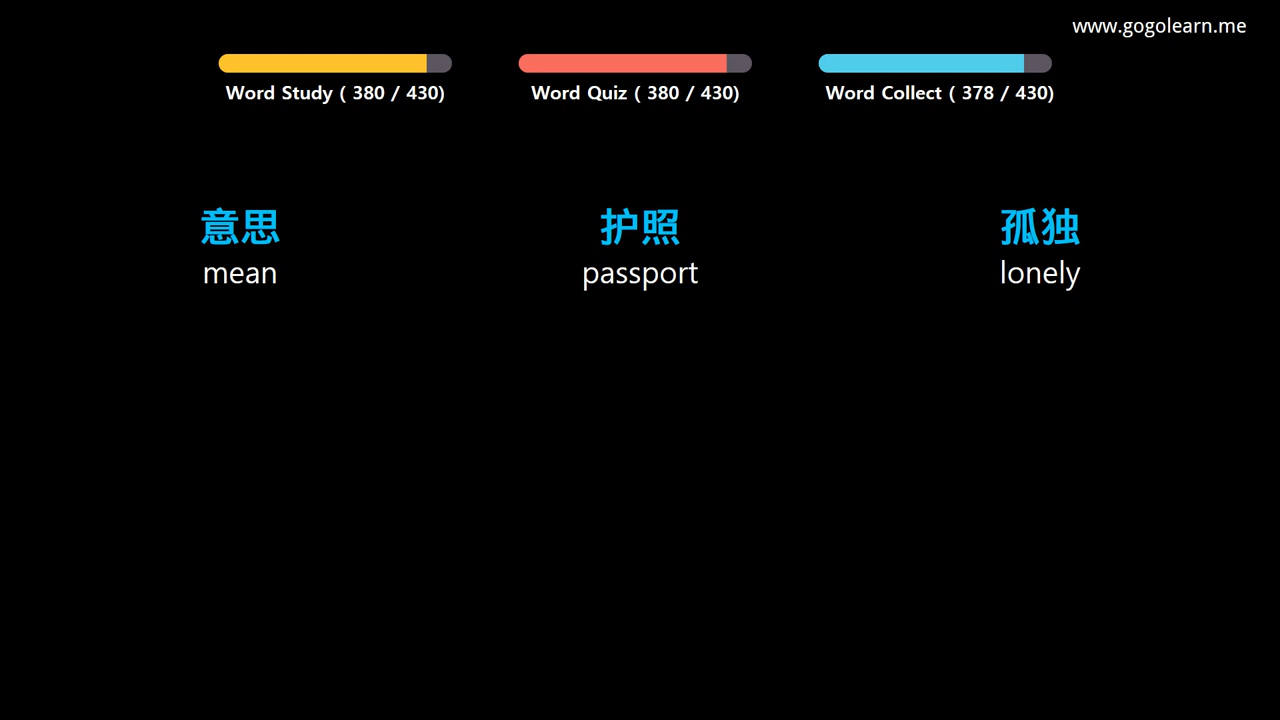 www.gogolearn.me
Word Study ( 380 / 430)
Word Quiz ( 380 / 430)
Word Collect ( 378 / 430)
意思
mean
护照
passport
孤独
lonely